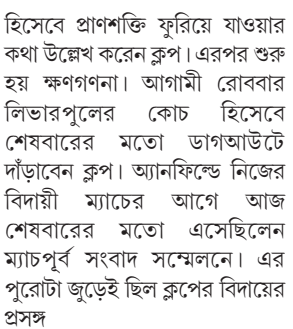 হিসেবে প্রাণশক্তি ফুরিয়ে যাওয়ার
কথা উল্লেখ করেন ক্লপ। এরপর শুরু
হয় ক্ষণগণনা। আগামী রোববার
লিভারপুলের কোচ হিসেবে
শেষবারের মতো ডাগআউটে
দাঁড়াবেন ক্লপ। অ্যানফিল্ডে নিজের
বিদায়ী ম্যাচের আগে আজ
শেষবারের মতো এসেছিলেন
ম্যাচপূর্ব সংবাদ সম্মেলনে। এর
পুরোটা জুড়েই ছিল ক্লপের বিদায়ের
প্রসঙ্গ